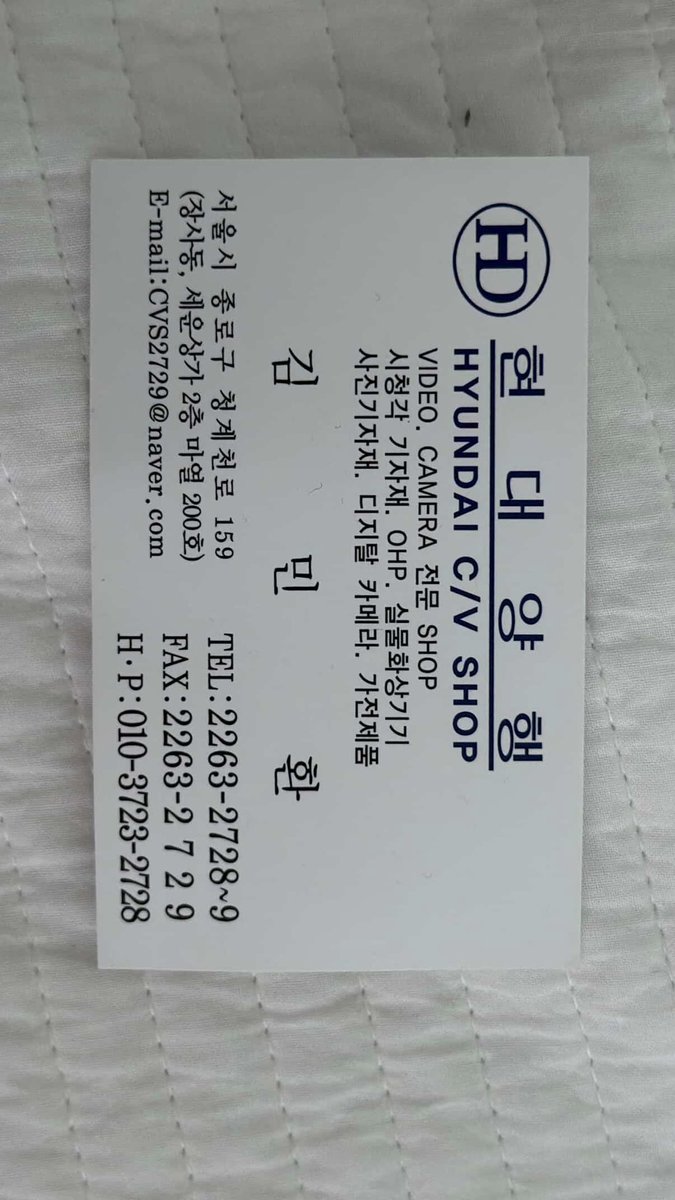 HD
현대양행
HYUNDAI C/V SHOP
VIDEO. CAMERA 전문 SHOP
시청각 기자재. OHP. 실물화상기기
사진기자재. 디지탈 카메라. 가전제품
김 민 환
서울시 종로구 청계천로 159
(장사동, 세운상가 2층 마열 200호)
E-mail:CVS2729@naver.com
TEL:2263-2728~9
FAX:2263-2 7 2 9
H·P:010-3723-2728